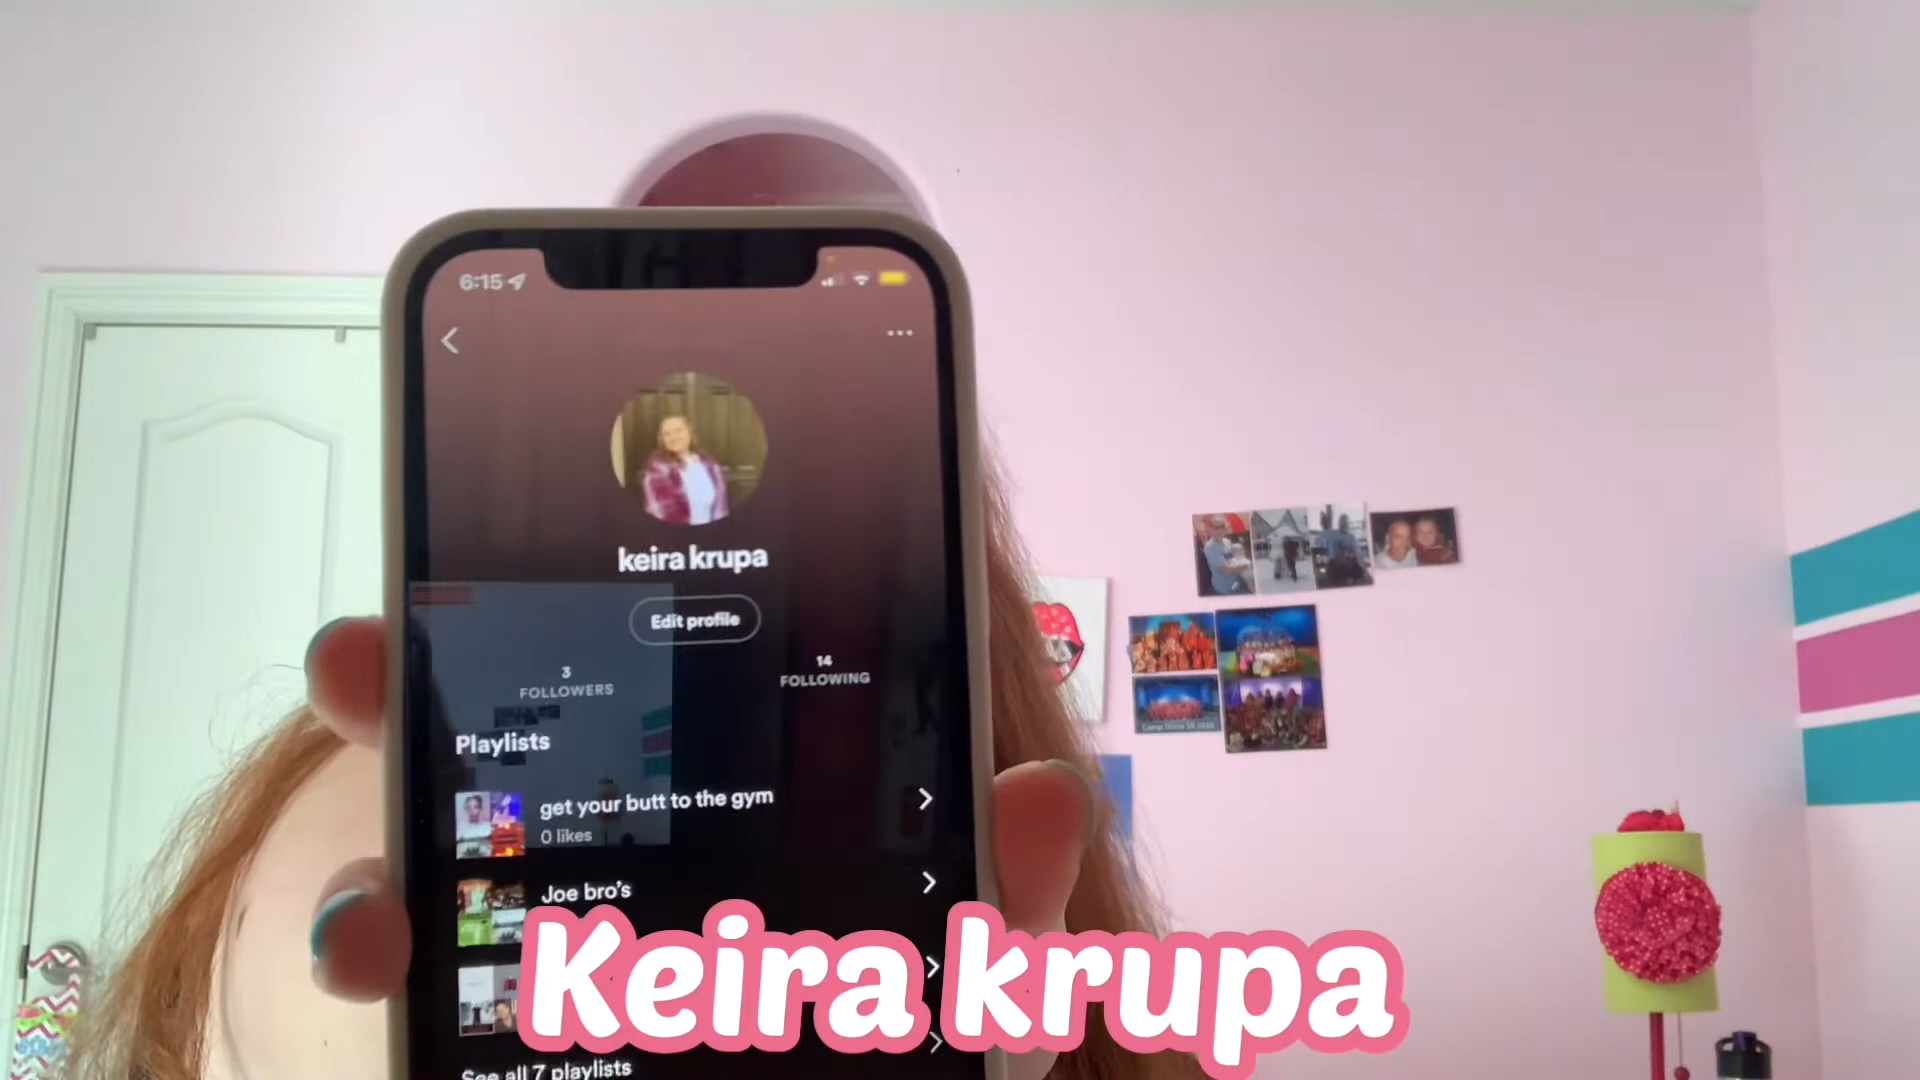 6:15
keira krupa
Edit profile
3
FOLLOWERS
14
FOLLOWING
Playlists
get your butt to the gym
0 likes
Joe bro's
See all 7 playlists
Keira krupa